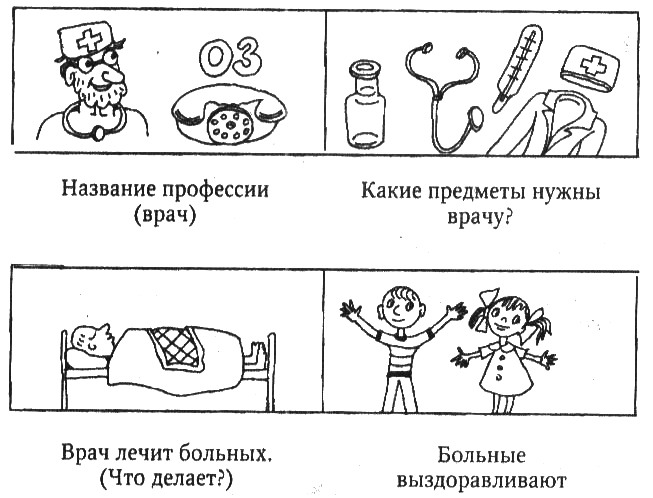 03
Название профессии
(врач)
Какие предметы нужны
врачу?
Врач лечит больных.
(Что делает?)
Больные
выздоравливают